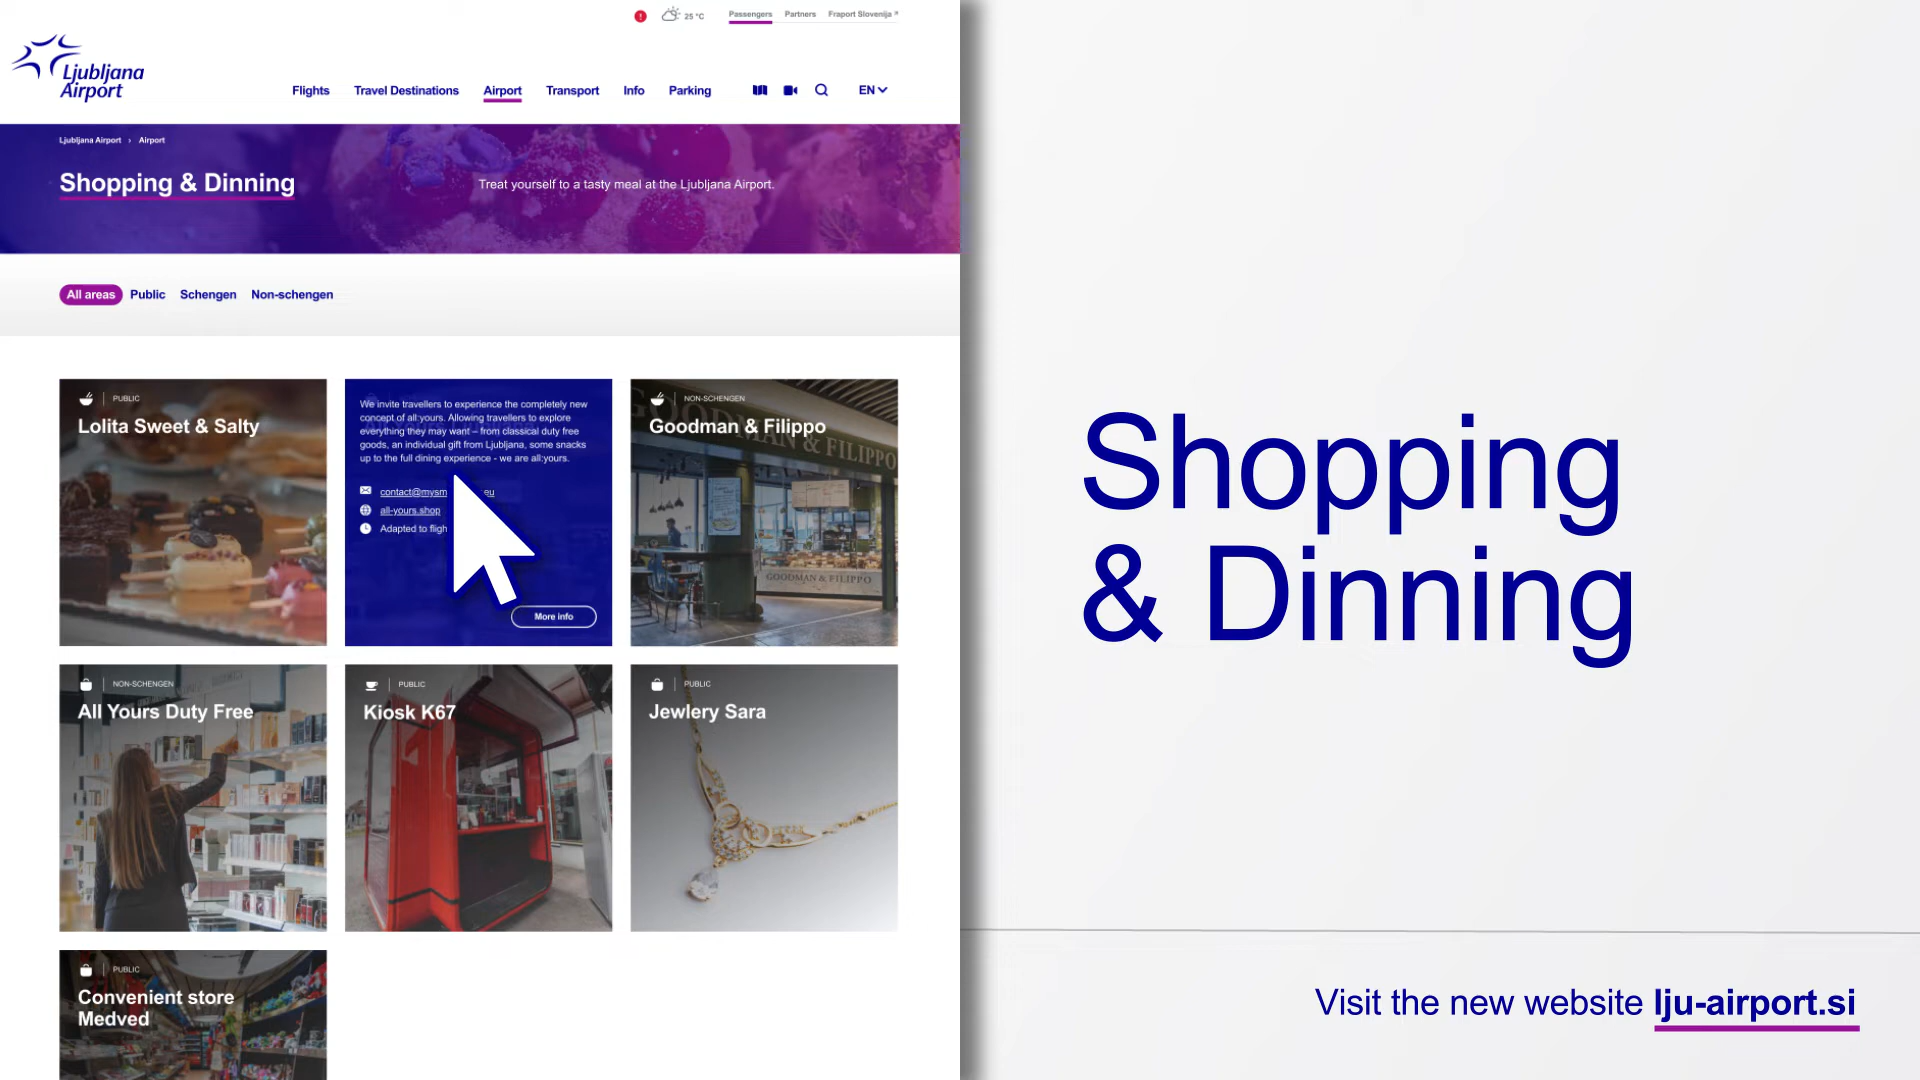 25 °C
Passengers
Partners
Fraport Slovenija
Ljubljana
Airport
Flights
Travel Destinations
Airport
Transport
Info
Parking
EN
Ljubljana Airport › Airport
Shopping & Dinning
Treat yourself to a tasty meal at the Ljubljana Airport.
All areas
Public
Schengen
Non-schengen
PUBLIC
Lolita Sweet & Salty
We invite travellers to experience the completely new
concept of all:yours. Allowing travellers to explore
everything they may want – from classical duty free
goods, an individual gift from Ljubljana, some snacks
up to the full dining experience - we are all:yours.
contact@mysm eu
all-yours.shop
Adapted to fligh
More info
NON-SCHENGEN
Goodman & Filippo
GOODMAN & FILIPPO
GOODMAN & FILIPPO
NON-SCHENGEN
All Yours Duty Free
PUBLIC
Kiosk K67
PUBLIC
Jewlery Sara
PUBLIC
Convenient store
Medved
Shopping
& Dinning
Visit the new website lju-airport.si